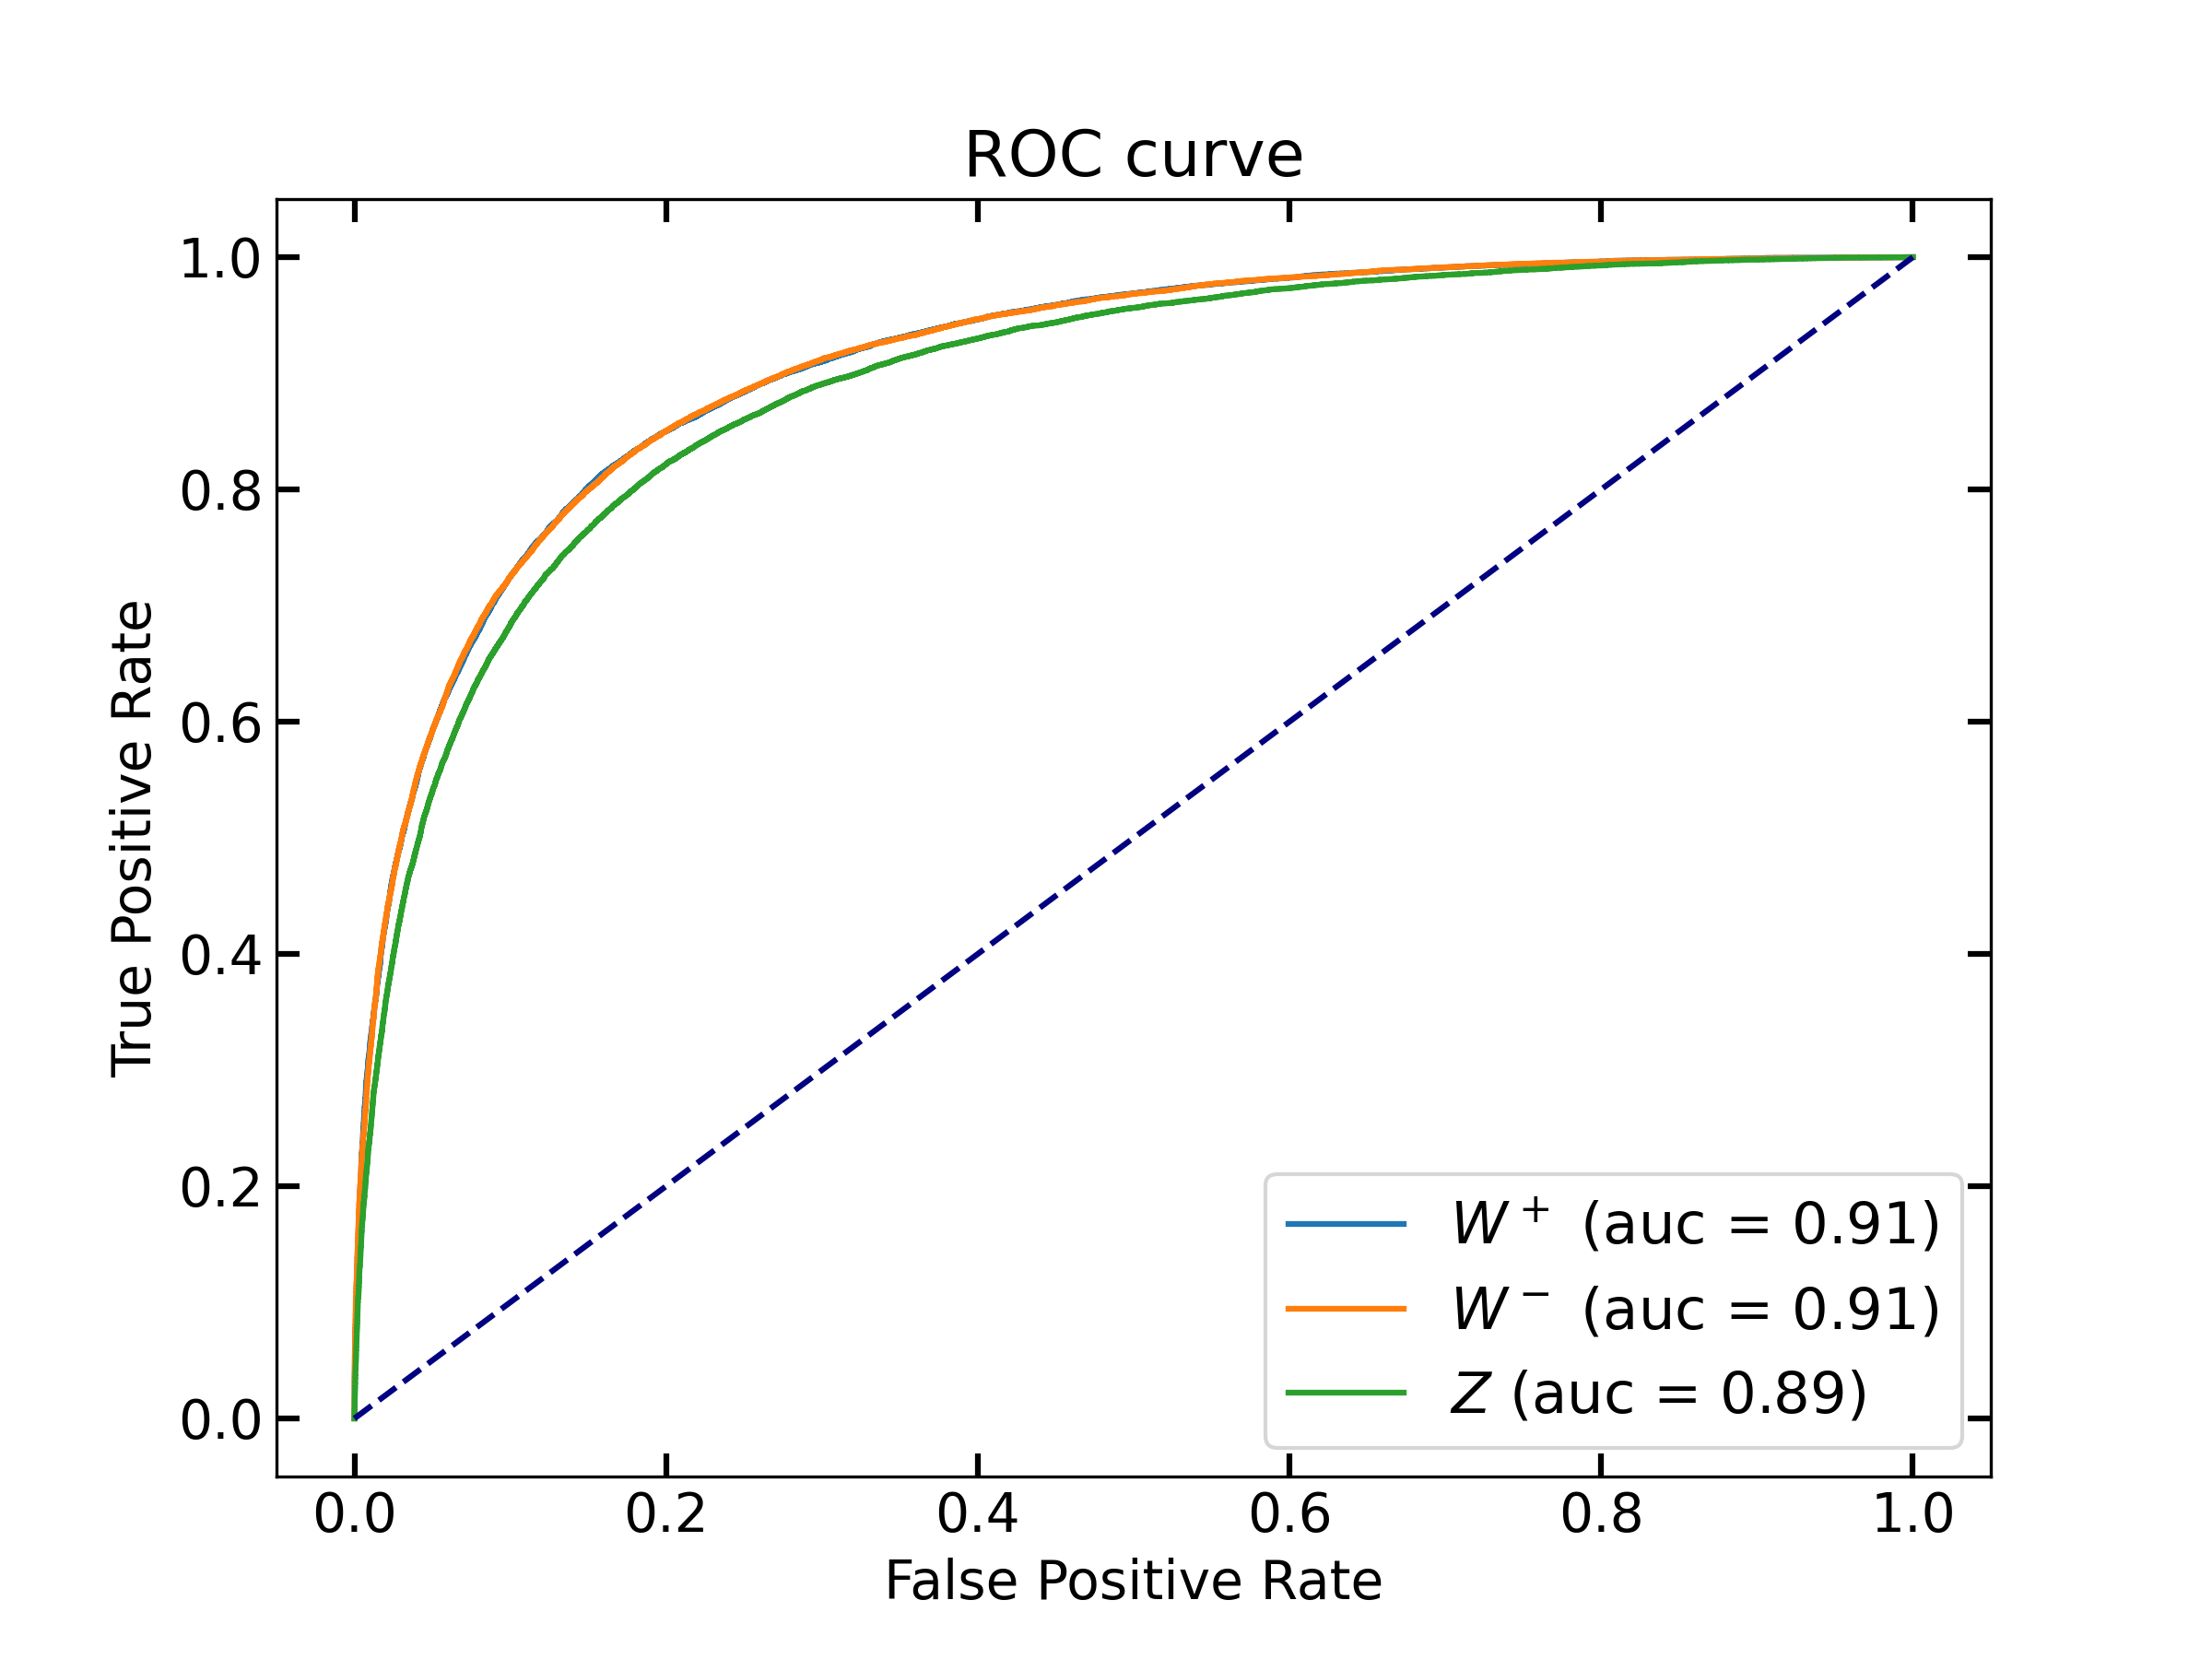 ROC curve
1.0
0.8
0.6
0.4
0.2
0.0
True Positive Rate
W⁺ (auc = 0.91)
W⁻ (auc = 0.91)
Z (auc = 0.89)
0.0 0.2 0.4 0.6 0.8 1.0
False Positive Rate